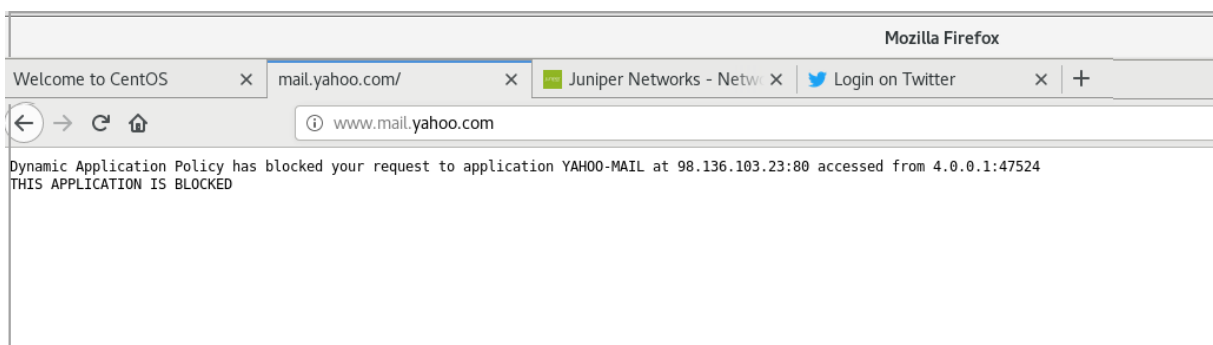 Mozilla Firefox
Welcome to CentOS
mail.yahoo.com/
Juniper Networks - Netw
Login on Twitter
www.mail.yahoo.com
Dynamic Application Policy has blocked your request to application YAHOO-MAIL at 98.136.103.23:80 accessed from 4.0.0.1:47524
THIS APPLICATION IS BLOCKED